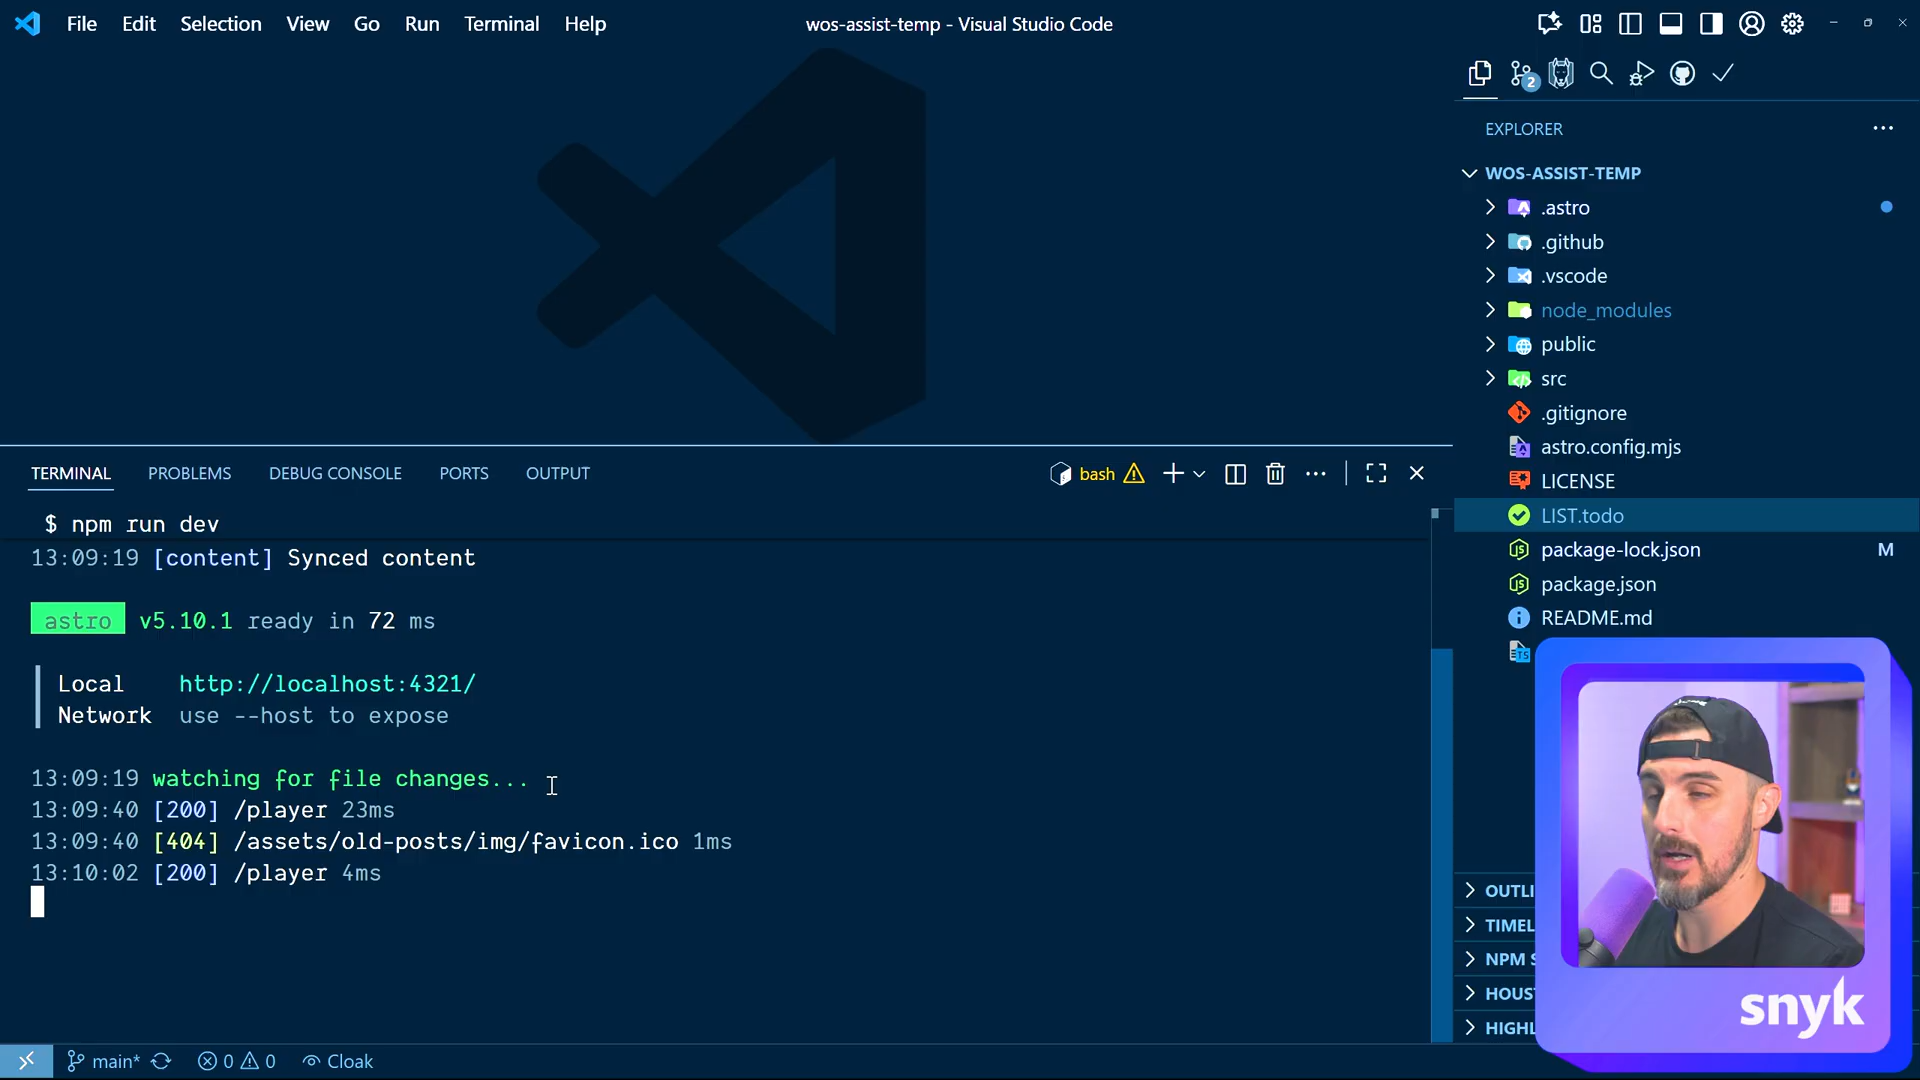 File Edit Selection View Go Run Terminal Help
wos-assist-temp - Visual Studio Code
2
EXPLORER
WOS-ASSIST-TEMP
.astro
.github
.vscode
node_modules
public
src
.gitignore
astro.config.mjs
LICENSE
LIST.todo
package-lock.json M
package.json
README.md
TS
OUTLI
TIMEL
NPM S
HOUS
HIGHL
TERMINAL PROBLEMS DEBUG CONSOLE PORTS OUTPUT
bash
$ npm run dev
13:09:19 [content] Synced content
astro v5.10.1 ready in 72 ms
Local http://localhost:4321/
Network use --host to expose
13:09:19 watching for file changes...
13:09:40 [200] /player 23ms
13:09:40 [404] /assets/old-posts/img/favicon.ico 1ms
13:10:02 [200] /player 4ms
snyk
main* 0 0 Cloak